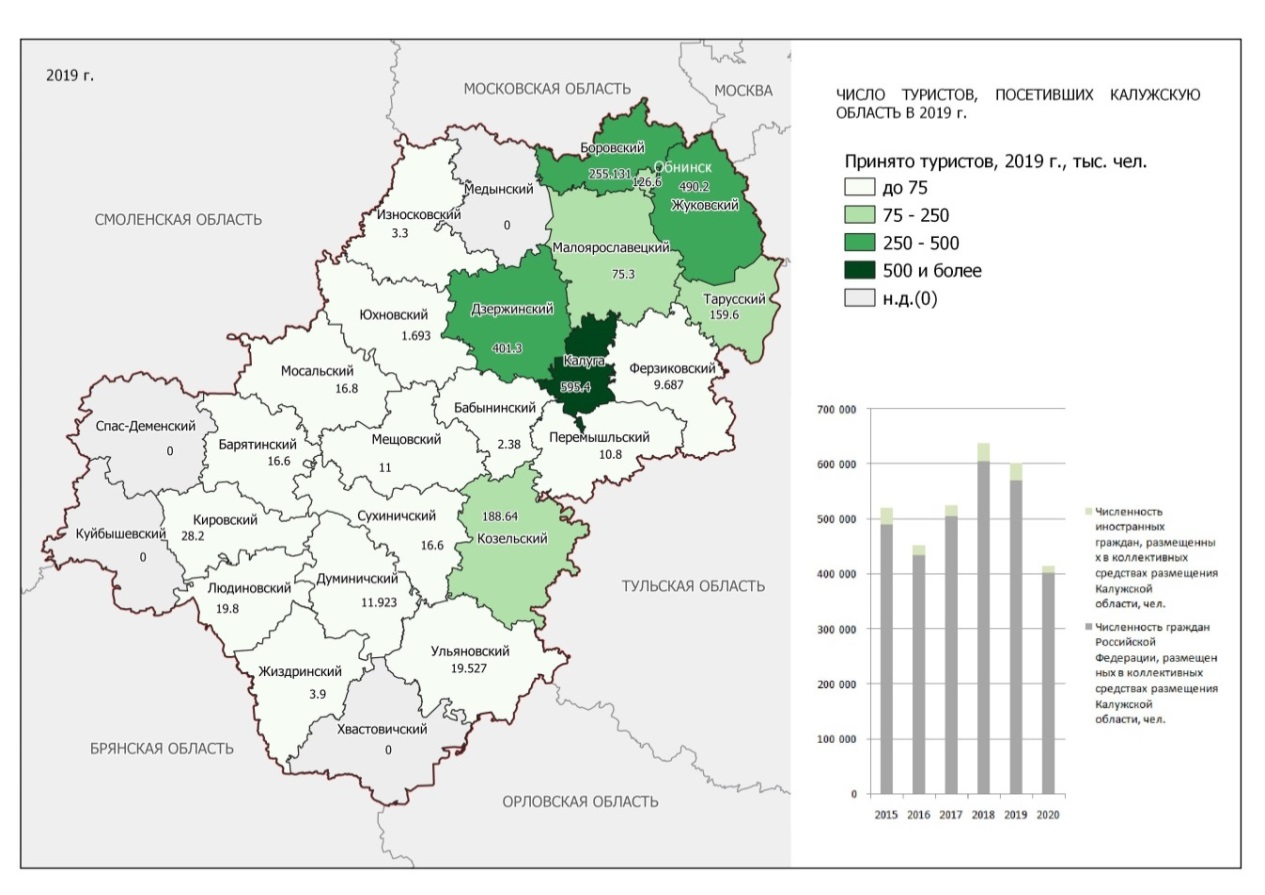 2019 г.
МОСКОВСКАЯ ОБЛАСТЬ
МОСКВА
СМОЛЕНСКАЯ ОБЛАСТЬ
Боровский
255.131
Обнинск
126.6
490.2
Жуковский
Медынский
0
Износковский
3.3
Малоярославецкий
75.3
Тарусский
159.6
Юхновский
1.693
Дзержинский
401.3
Калуга
595.4
Ферзиковский
9.687
Мосальский
16.8
Бабынинский
2.38
Спас-Деменский
0
Барятинский
16.6
Мещовский
11
Перемышльский
10.8
Куйбышевский
0
Кировский
28.2
Сухиничский
16.6
188.64
Козельский
Людиновский
19.8
Думиничский
11.923
ТУЛЬСКАЯ ОБЛАСТЬ
Ульяновский
19.527
Жиздринский
3.9
Хвастовичский
0
БРЯНСКАЯ ОБЛАСТЬ
ОРЛОВСКАЯ ОБЛАСТЬ
ЧИСЛО ТУРИСТОВ, ПОСЕТИВШИХ КАЛУЖСКУЮ
ОБЛАСТЬ В 2019 г.
Принято туристов, 2019 г., тыс. чел.
до 75
75 - 250
250 - 500
500 и более
н.д.(0)
700 000
600 000
500 000
400 000
300 000
200 000
100 000
0
2015 2016 2017 2018 2019 2020
Численность
иностранных
граждан, размещенны
х в коллективных
средствах размещения
Калужской
области, чел.
Численность граждан
Российской
Федерации, размещен
ных в коллективных
средствах размещения
Калужской
области, чел.